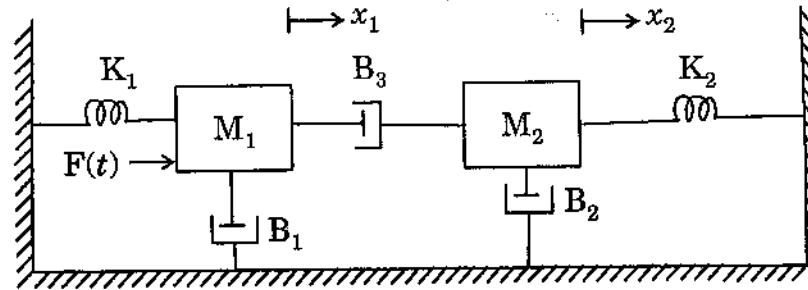 x₁ x₂
K₁ B₃ K₂
M₁ M₂
F(t)
B₁ B₂